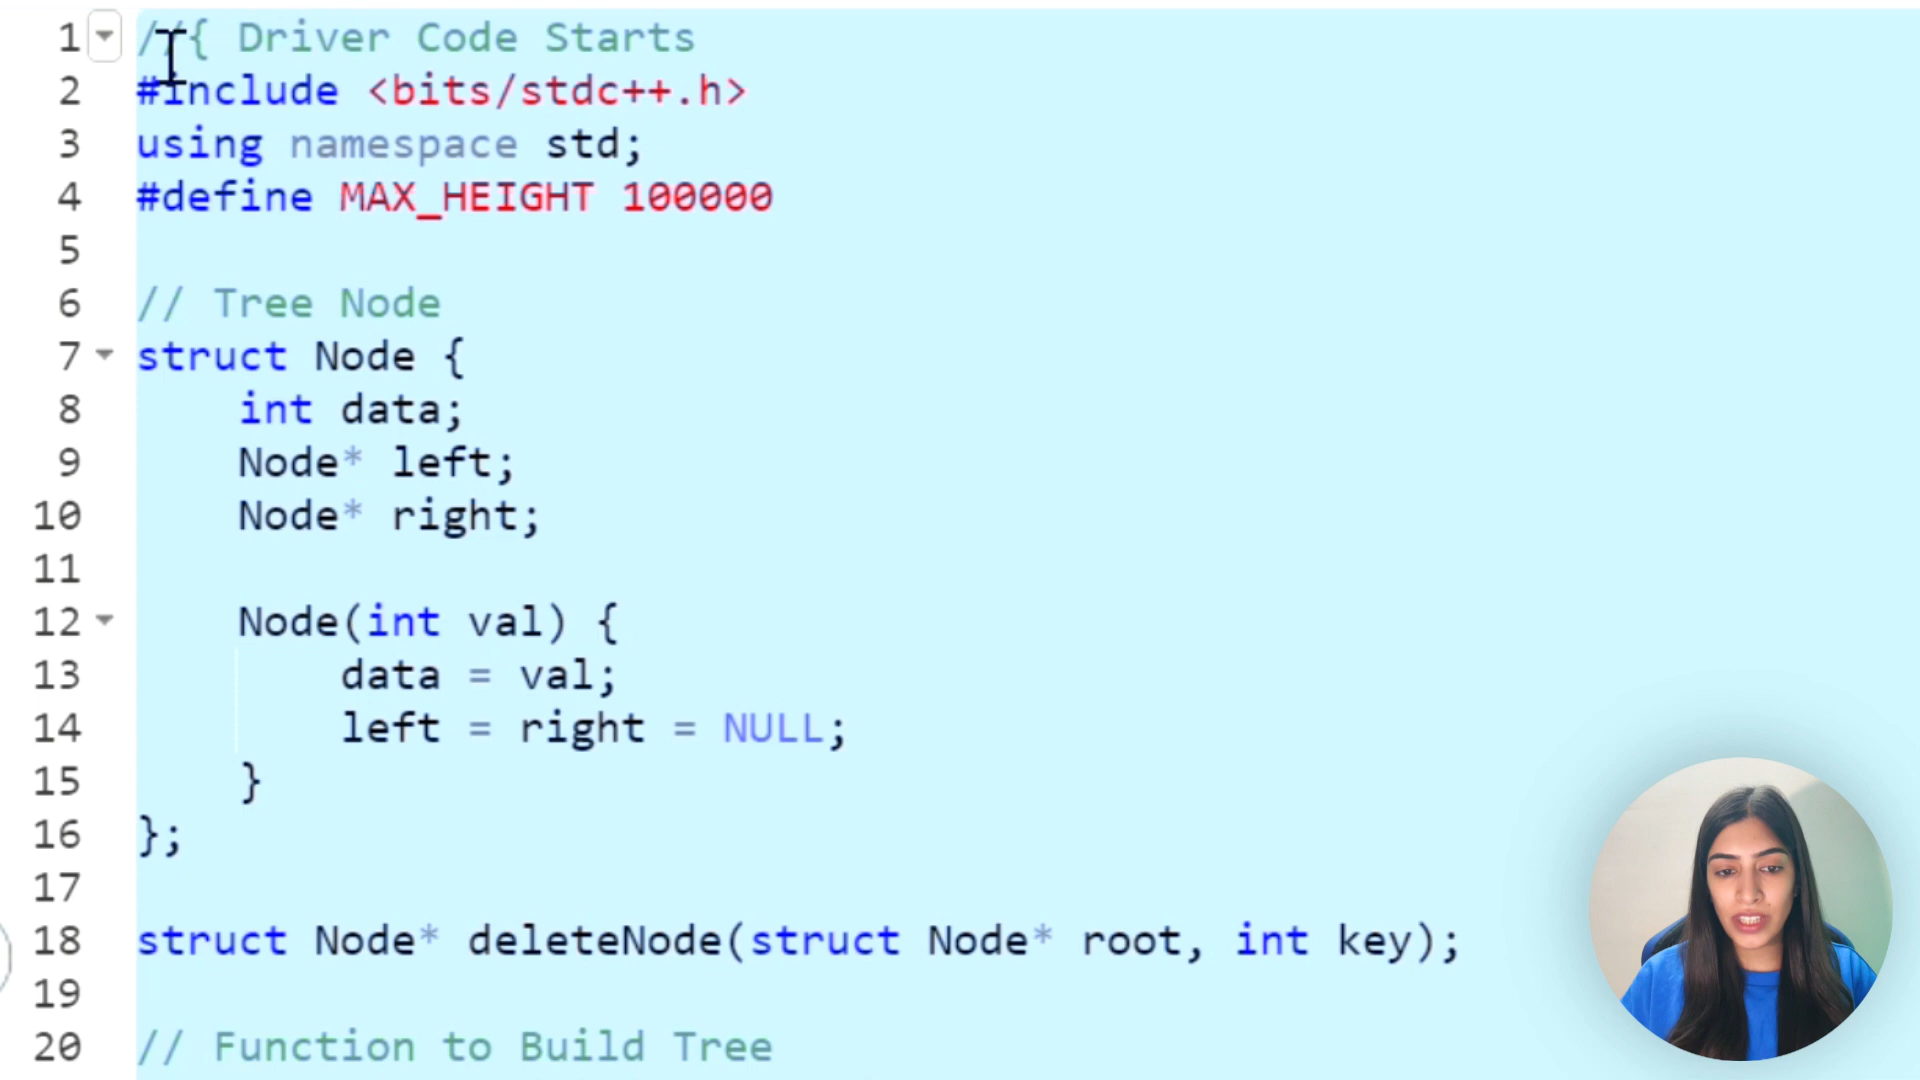 1 //{ Driver Code Starts
2 #include <bits/stdc++.h>
3 using namespace std;
4 #define MAX_HEIGHT 100000
5
6 // Tree Node
7 struct Node {
8     int data;
9     Node* left;
10     Node* right;
11
12     Node(int val) {
13         data = val;
14         left = right = NULL;
15     }
16 };
17
18 struct Node* deleteNode(struct Node* root, int key);
19
20 // Function to Build Tree